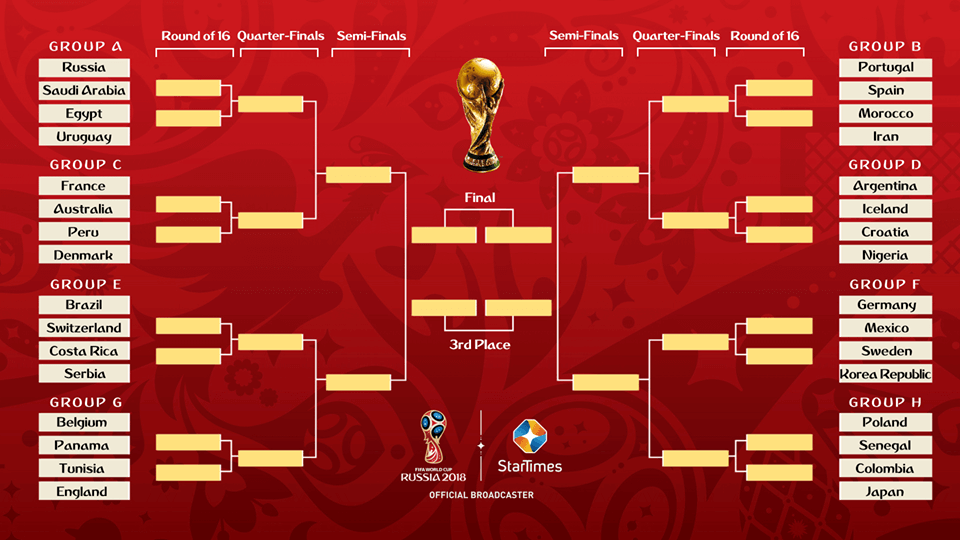 Round of 16
Quarter-Finals
Semi-Finals
Semi-Finals
Quarter-Finals
Round of 16
GROUP A
Russia
Saudi Arabia
Egypt
Uruguay
GROUP C
France
Australia
Peru
Denmark
GROUP E
Brazil
Switzerland
Costa Rica
Serbia
GROUP G
Belgium
Panama
Tunisia
England
Final
3rd Place
FIFA WORLD CUP
RUSSIA 2018
StarTimes
OFFICIAL BROADCASTER
GROUP B
Portugal
Spain
Morocco
Iran
GROUP D
Argentina
Iceland
Croatia
Nigeria
GROUP F
Germany
Mexico
Sweden
Korea Republic
GROUP H
Poland
Senegal
Colombia
Japan